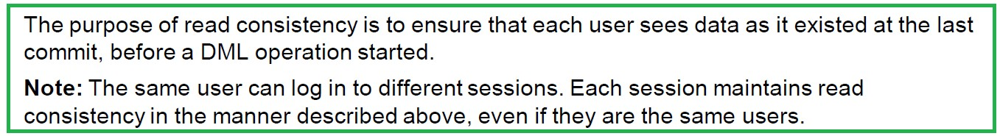 The purpose of read consistency is to ensure that each user sees data as it existed at the last
commit, before a DML operation started.
Note: The same user can log in to different sessions. Each session maintains read
consistency in the manner described above, even if they are the same users.